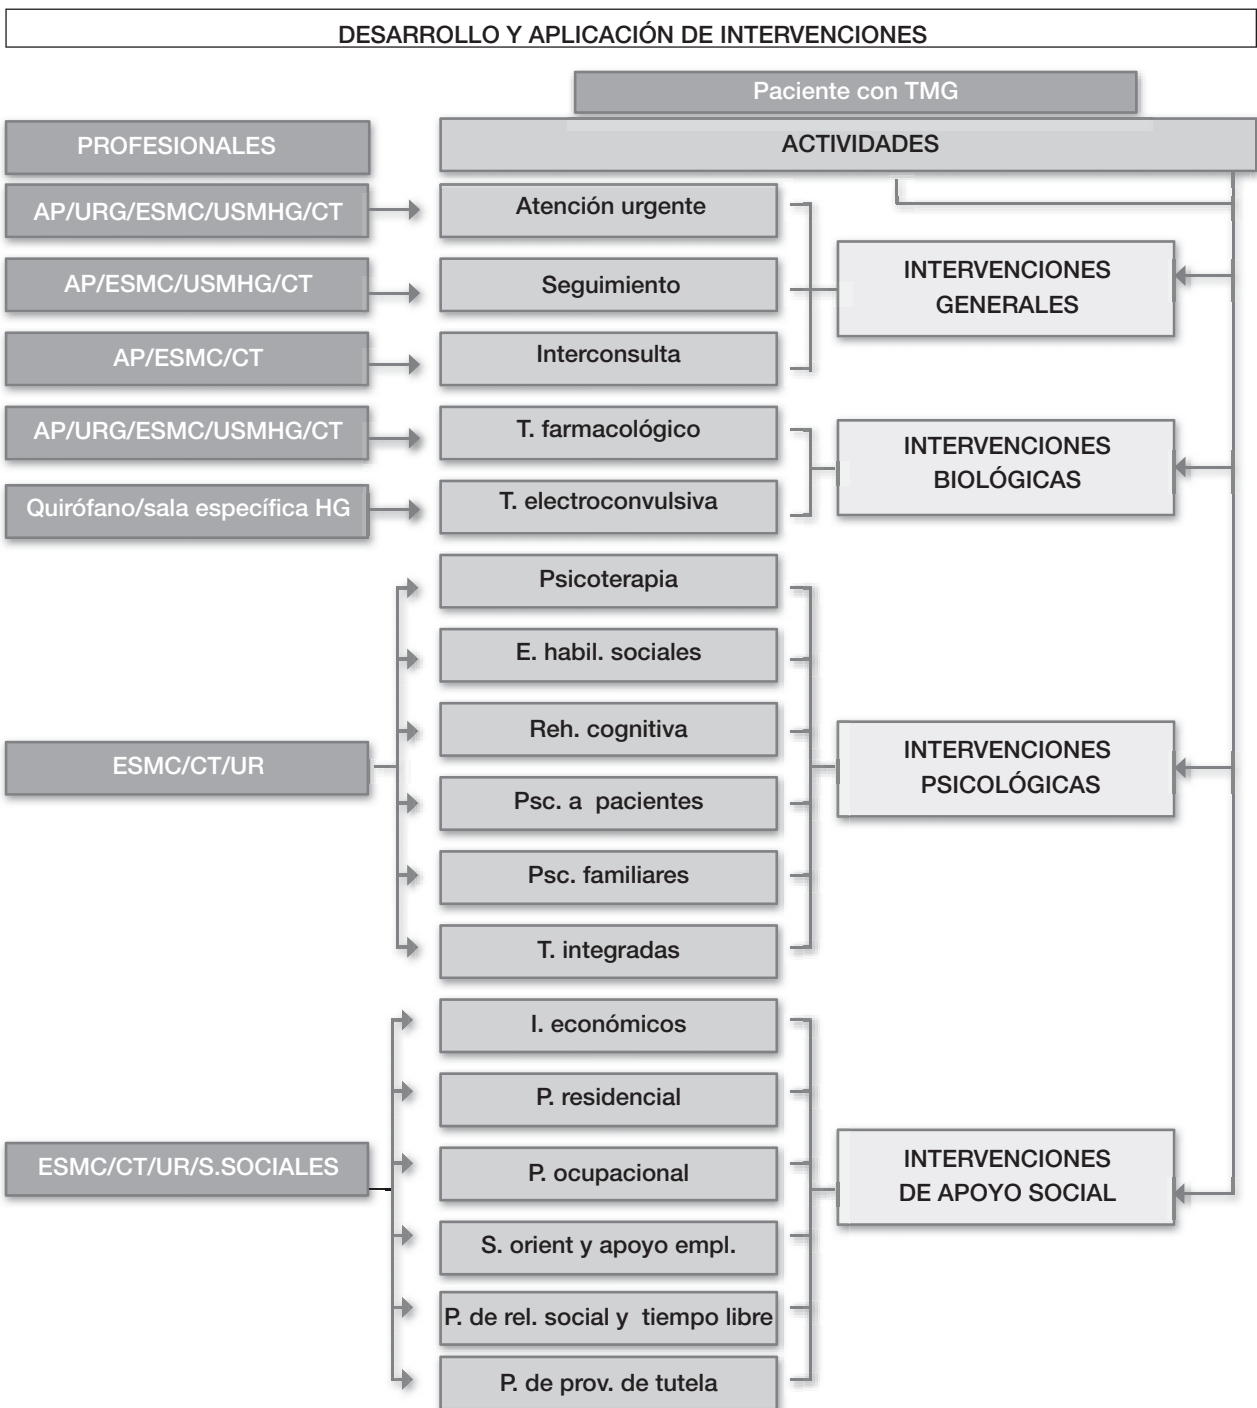 DESARROLLO Y APLICACIÓN DE INTERVENCIONES
Paciente con TMG
PROFESIONALES
ACTIVIDADES
AP/URG/ESMC/USMHG/CT
Atención urgente
AP/ESMC/USMHG/CT
Seguimiento
AP/ESMC/CT
Interconsulta
INTERVENCIONES
GENERALES
AP/URG/ESMC/USMHG/CT
T. farmacológico
Quirófano/sala específica HG
T. electroconvulsiva
INTERVENCIONES
BIOLÓGICAS
ESMC/CT/UR
Psicoterapia
E. habil. sociales
Reh. cognitiva
Psc. a pacientes
Psc. familiares
T. integradas
INTERVENCIONES
PSICOLÓGICAS
ESMC/CT/UR/S.SOCIALES
I. económicos
P. residencial
P. ocupacional
S. orient y apoyo empl.
P. de rel. social y tiempo libre
P. de prov. de tutela
INTERVENCIONES
DE APOYO SOCIAL